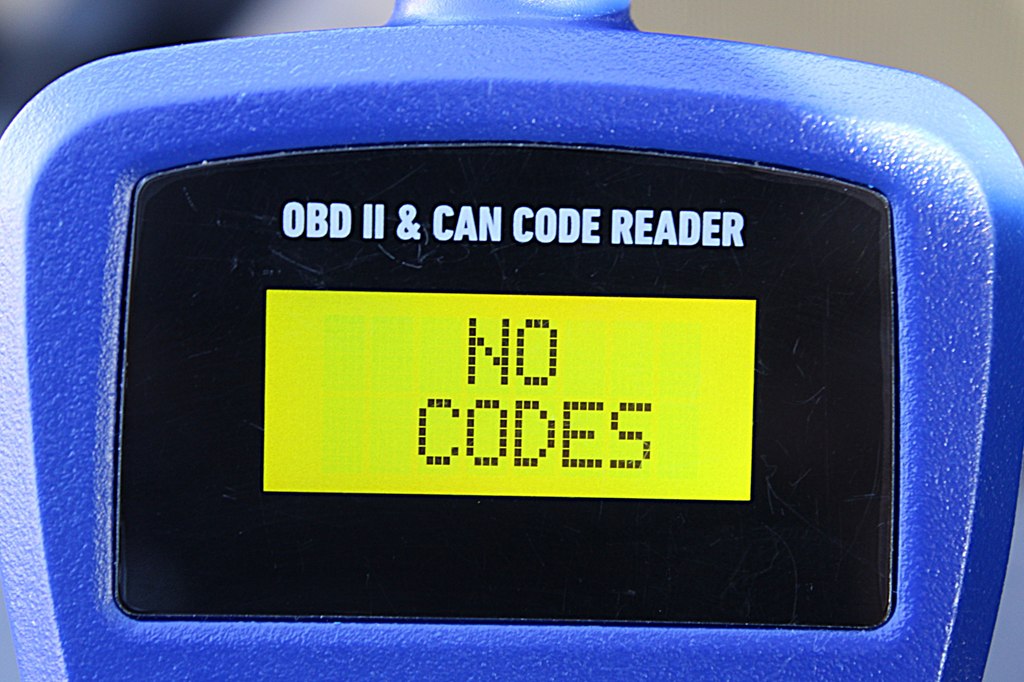 OBD II & CAN CODE READER
NO
CODES